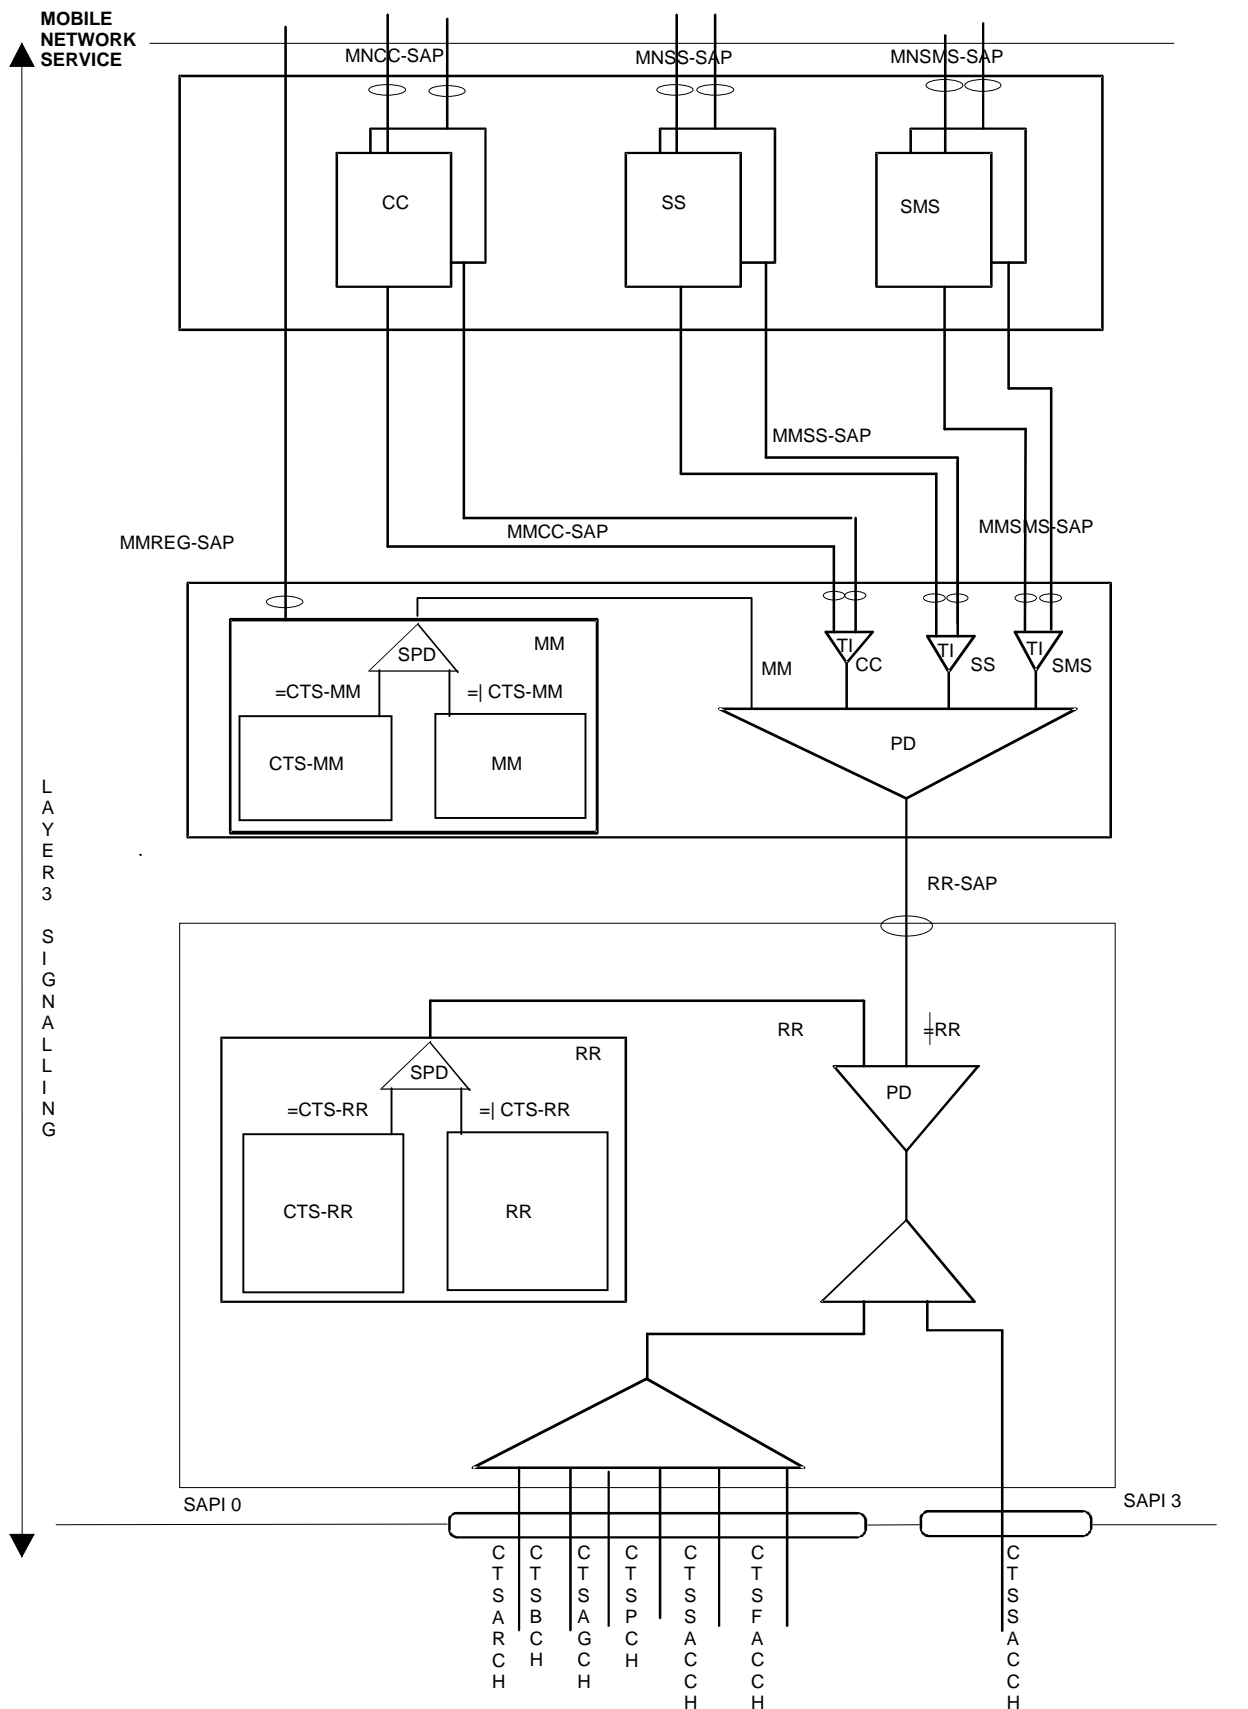 MOBILE
NETWORK
SERVICE
MNCC-SAP
MNSS-SAP
MNSMS-SAP
CC
SS
SMS
MMSS-SAP
MMREG-SAP
MMCC-SAP
MMSMS-SAP
MM
SPD
=CTS-MM
=| CTS-MM
CTS-MM
MM
MM
TI
CC
TI
SS
TI
SMS
PD
LAYER3 SIGNALLING
RR-SAP
RR
=|RR
RR
SPD
=CTS-RR
=| CTS-RR
CTS-RR
RR
PD
SAPI 0
SAPI 3
CTSARCH
CTSBCH
CTSAGCH
CTSPCH
CTSSACCH
CTSFACCH
CTSSACCH